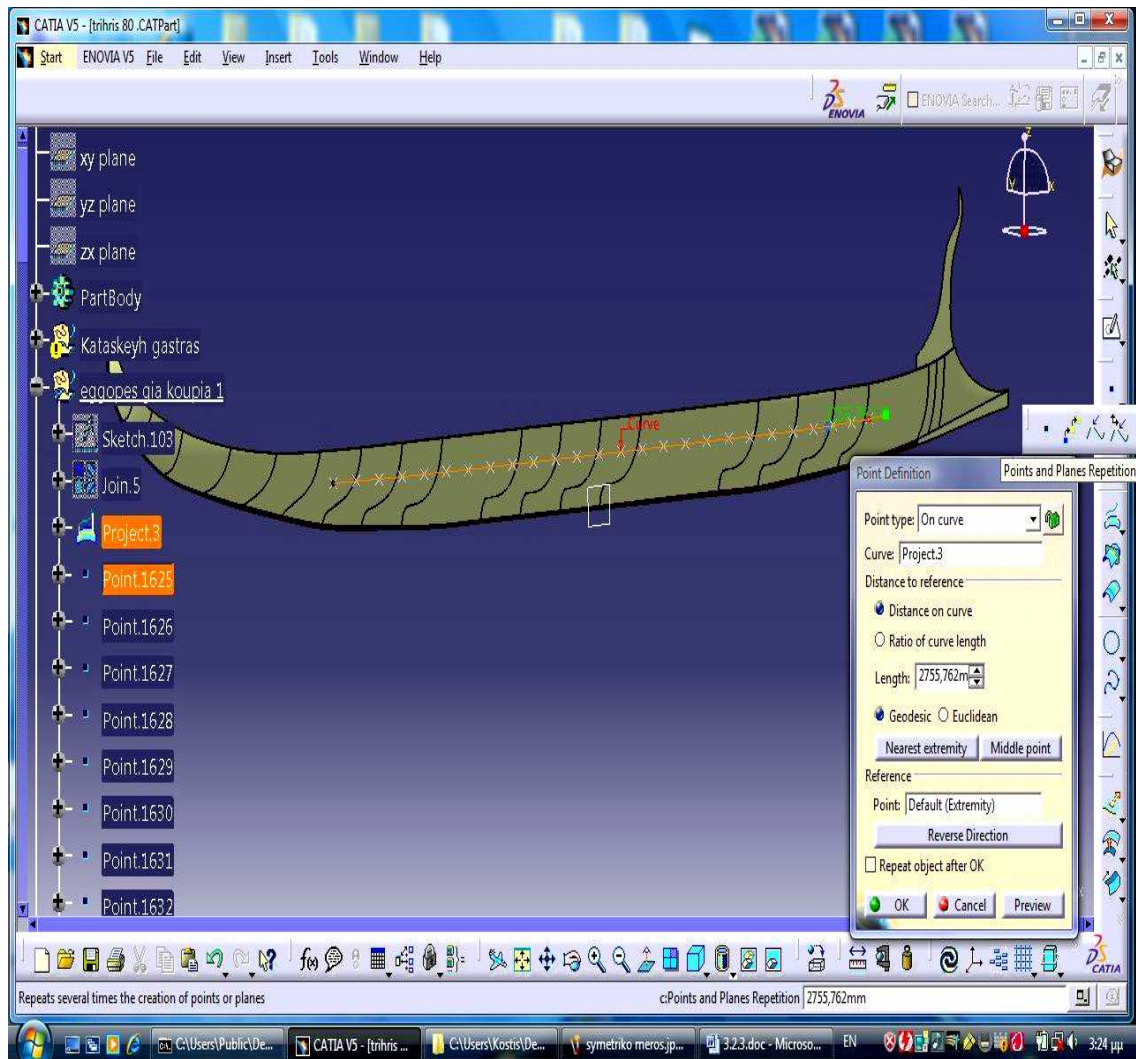 CATIA V5 - [trihris 80 .CATPart]
Start ENOVIA V5 File Edit View Insert Tools Window Help
ENOVIA
ENOVIA Search...
xy plane
yz plane
zx plane
PartBody
Kataskeyh gastras
eggopes gia koupia 1
Sketch.103
Join.5
Project.3
Point.1625
Point.1626
Point.1627
Point.1628
Point.1629
Point.1630
Point.1631
Point.1632
Curve
z
y x
Points and Planes Repetition
Point Definition
Point type: On curve
Curve: Project.3
Distance to reference
Distance on curve
Ratio of curve length
Length: 2755,762m
Geodesic Euclidean
Nearest extremity Middle point
Reference
Point: Default (Extremity)
Reverse Direction
Repeat object after OK
OK Cancel Preview
f(x)
CATIA
Repeats several times the creation of points or planes c:Points and Planes Repetition 2755,762mm
C:\Users\Public\De... CATIA V5 - [trihris ... C:\Users\Kostis\De... symetriko meros.jp... 3.2.3.doc - Microso... EN 3:24 μμ